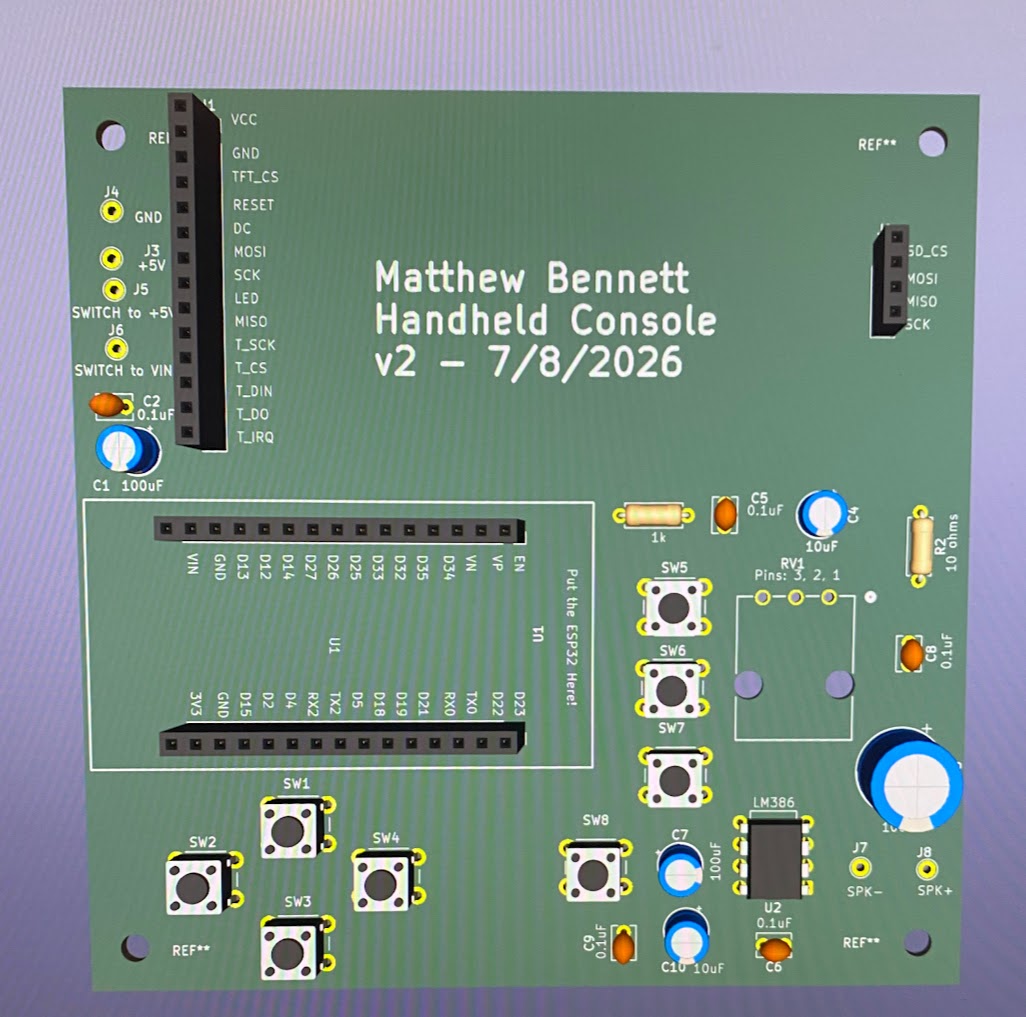 J1
VCC
GND
TFT_CS
RESET
DC
MOSI
SCK
LED
MISO
T_SCK
T_CS
T_DIN
T_DO
T_IRQ
J4
GND
J3
+5V
J5
SWITCH to +5V
J6
SWITCH to VIN
C2
0.1uF
+
C1 100uF
REF**
MOSI
MISO
SCK
Matthew Bennett
Handheld Console
v2 - 7/8/2026
VIN
GND
D13
D12
D14
D27
D26
D25
D33
D32
D35
D34
VN
VP
EN
Put the ESP32 Here!
U1
U1
3V3
GND
D15
D2
D4
RX2
TX2
D5
D18
D19
D21
RX0
TX0
D22
D23
1k
C5
0.1uF
C4
10uF
R2
10 ohms
RV1
Pins: 3, 2, 1
C8
0.1uF
+
SW5
SW6
SW7
SW1
SW2
SW4
SW3
SW8
C7
+
100uF
LM386
U2
0.1uF
C6
J7
SPK-
J8
SPK+
C9
0.1uF
+
C10 10uF
REF**
REF**